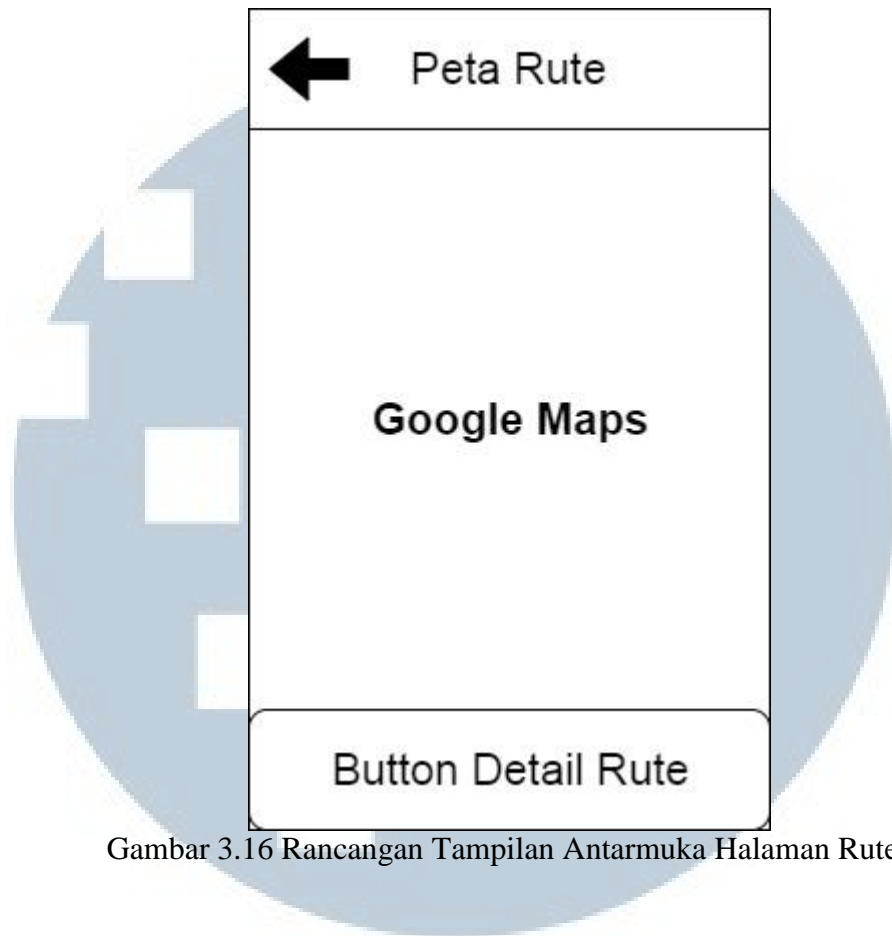 Peta Rute
Google Maps
Button Detail Rute
Gambar 3.16 Rancangan Tampilan Antarmuka Halaman Rute